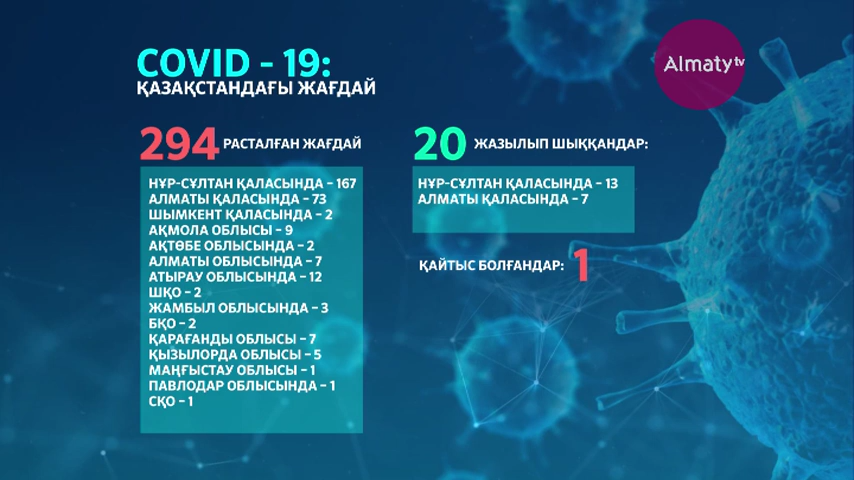 COVID - 19:
ҚАЗАҚСТАНДАҒЫ ЖАҒДАЙ
Almaty tv
294 РАСТАЛҒАН ЖАҒДАЙ
НҰР-СҰЛТАН ҚАЛАСЫНДА - 167
АЛМАТЫ ҚАЛАСЫНДА - 73
ШЫМКЕНТ ҚАЛАСЫНДА - 2
АҚМОЛА ОБЛЫСЫ - 9
АҚТӨБЕ ОБЛЫСЫНДА - 2
АЛМАТЫ ОБЛЫСЫНДА - 7
АТЫРАУ ОБЛЫСЫНДА - 12
ШҚО - 2
ЖАМБЫЛ ОБЛЫСЫНДА - 3
БҚО - 2
ҚАРАҒАНДЫ ОБЛЫСЫ - 7
ҚЫЗЫЛОРДА ОБЛЫСЫ - 5
МАҢҒЫСТАУ ОБЛЫСЫ - 1
ПАВЛОДАР ОБЛЫСЫНДА - 1
СҚО - 1
20 ЖАЗЫЛЫП ШЫҚҚАНДАР:
НҰР-СҰЛТАН ҚАЛАСЫНДА - 13
АЛМАТЫ ҚАЛАСЫНДА - 7
ҚАЙТЫС БОЛҒАНДАР: 1